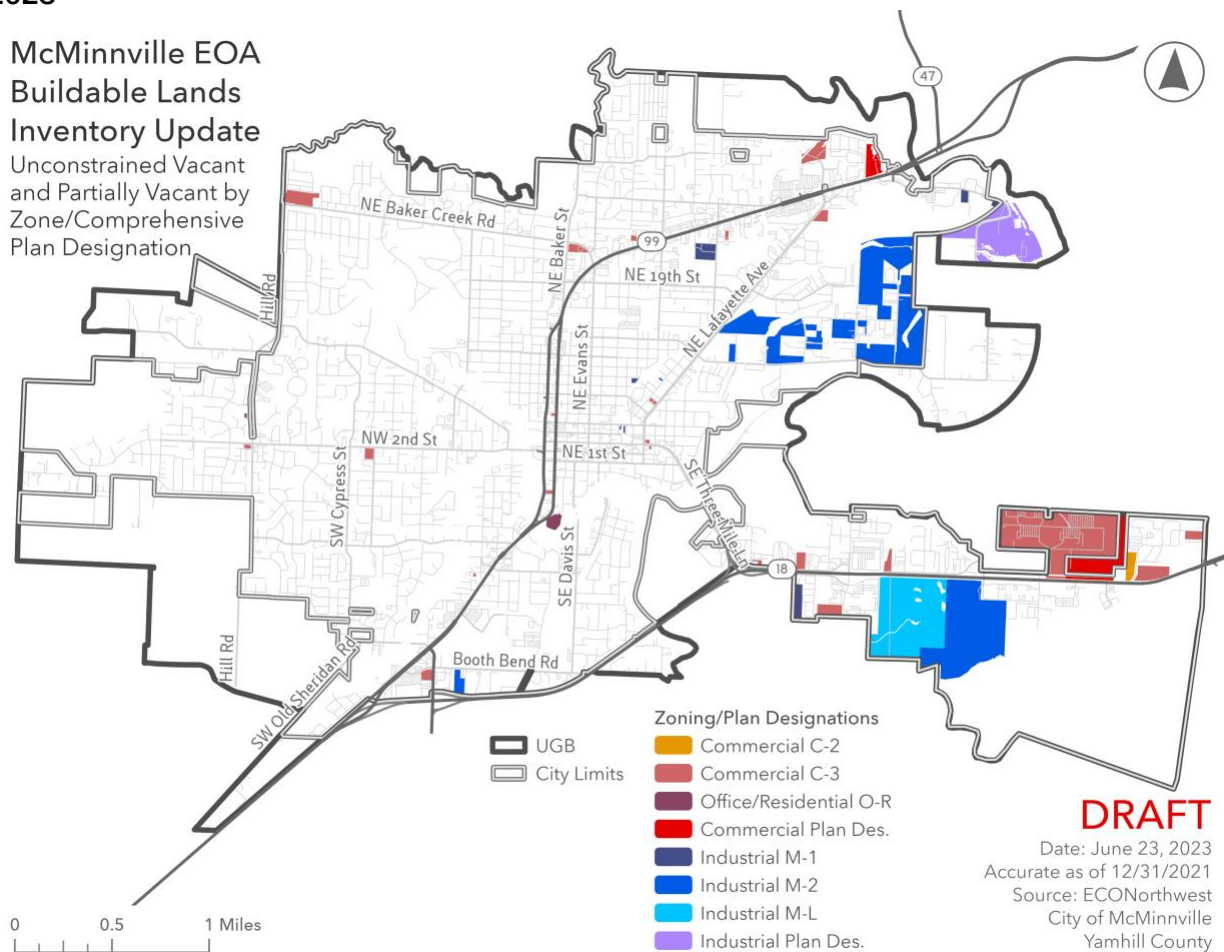 McMinnville EOA
Buildable Lands
Inventory Update
Unconstrained Vacant
and Partially Vacant by
Zone/Comprehensive
Plan Designation
47
NE Baker Creek Rd
NE Baker St
99
NE 19th St
Hill Rd
NE Lafayette Ave
NE Evans St
NW 2nd St
NE 1st St
SW Cypress St
SE Three Mile Ln
SE Davis St
18
Hill Rd
Booth Bend Rd
SW Old Sheridan Rd
UGB
City Limits
Zoning/Plan Designations
Commercial C-2
Commercial C-3
Office/Residential O-R
Commercial Plan Des.
Industrial M-1
Industrial M-2
Industrial M-L
Industrial Plan Des.
DRAFT
Date: June 23, 2023
Accurate as of 12/31/2021
Source: ECONorthwest
City of McMinnville
Yamhill County
0 0.5 1 Miles